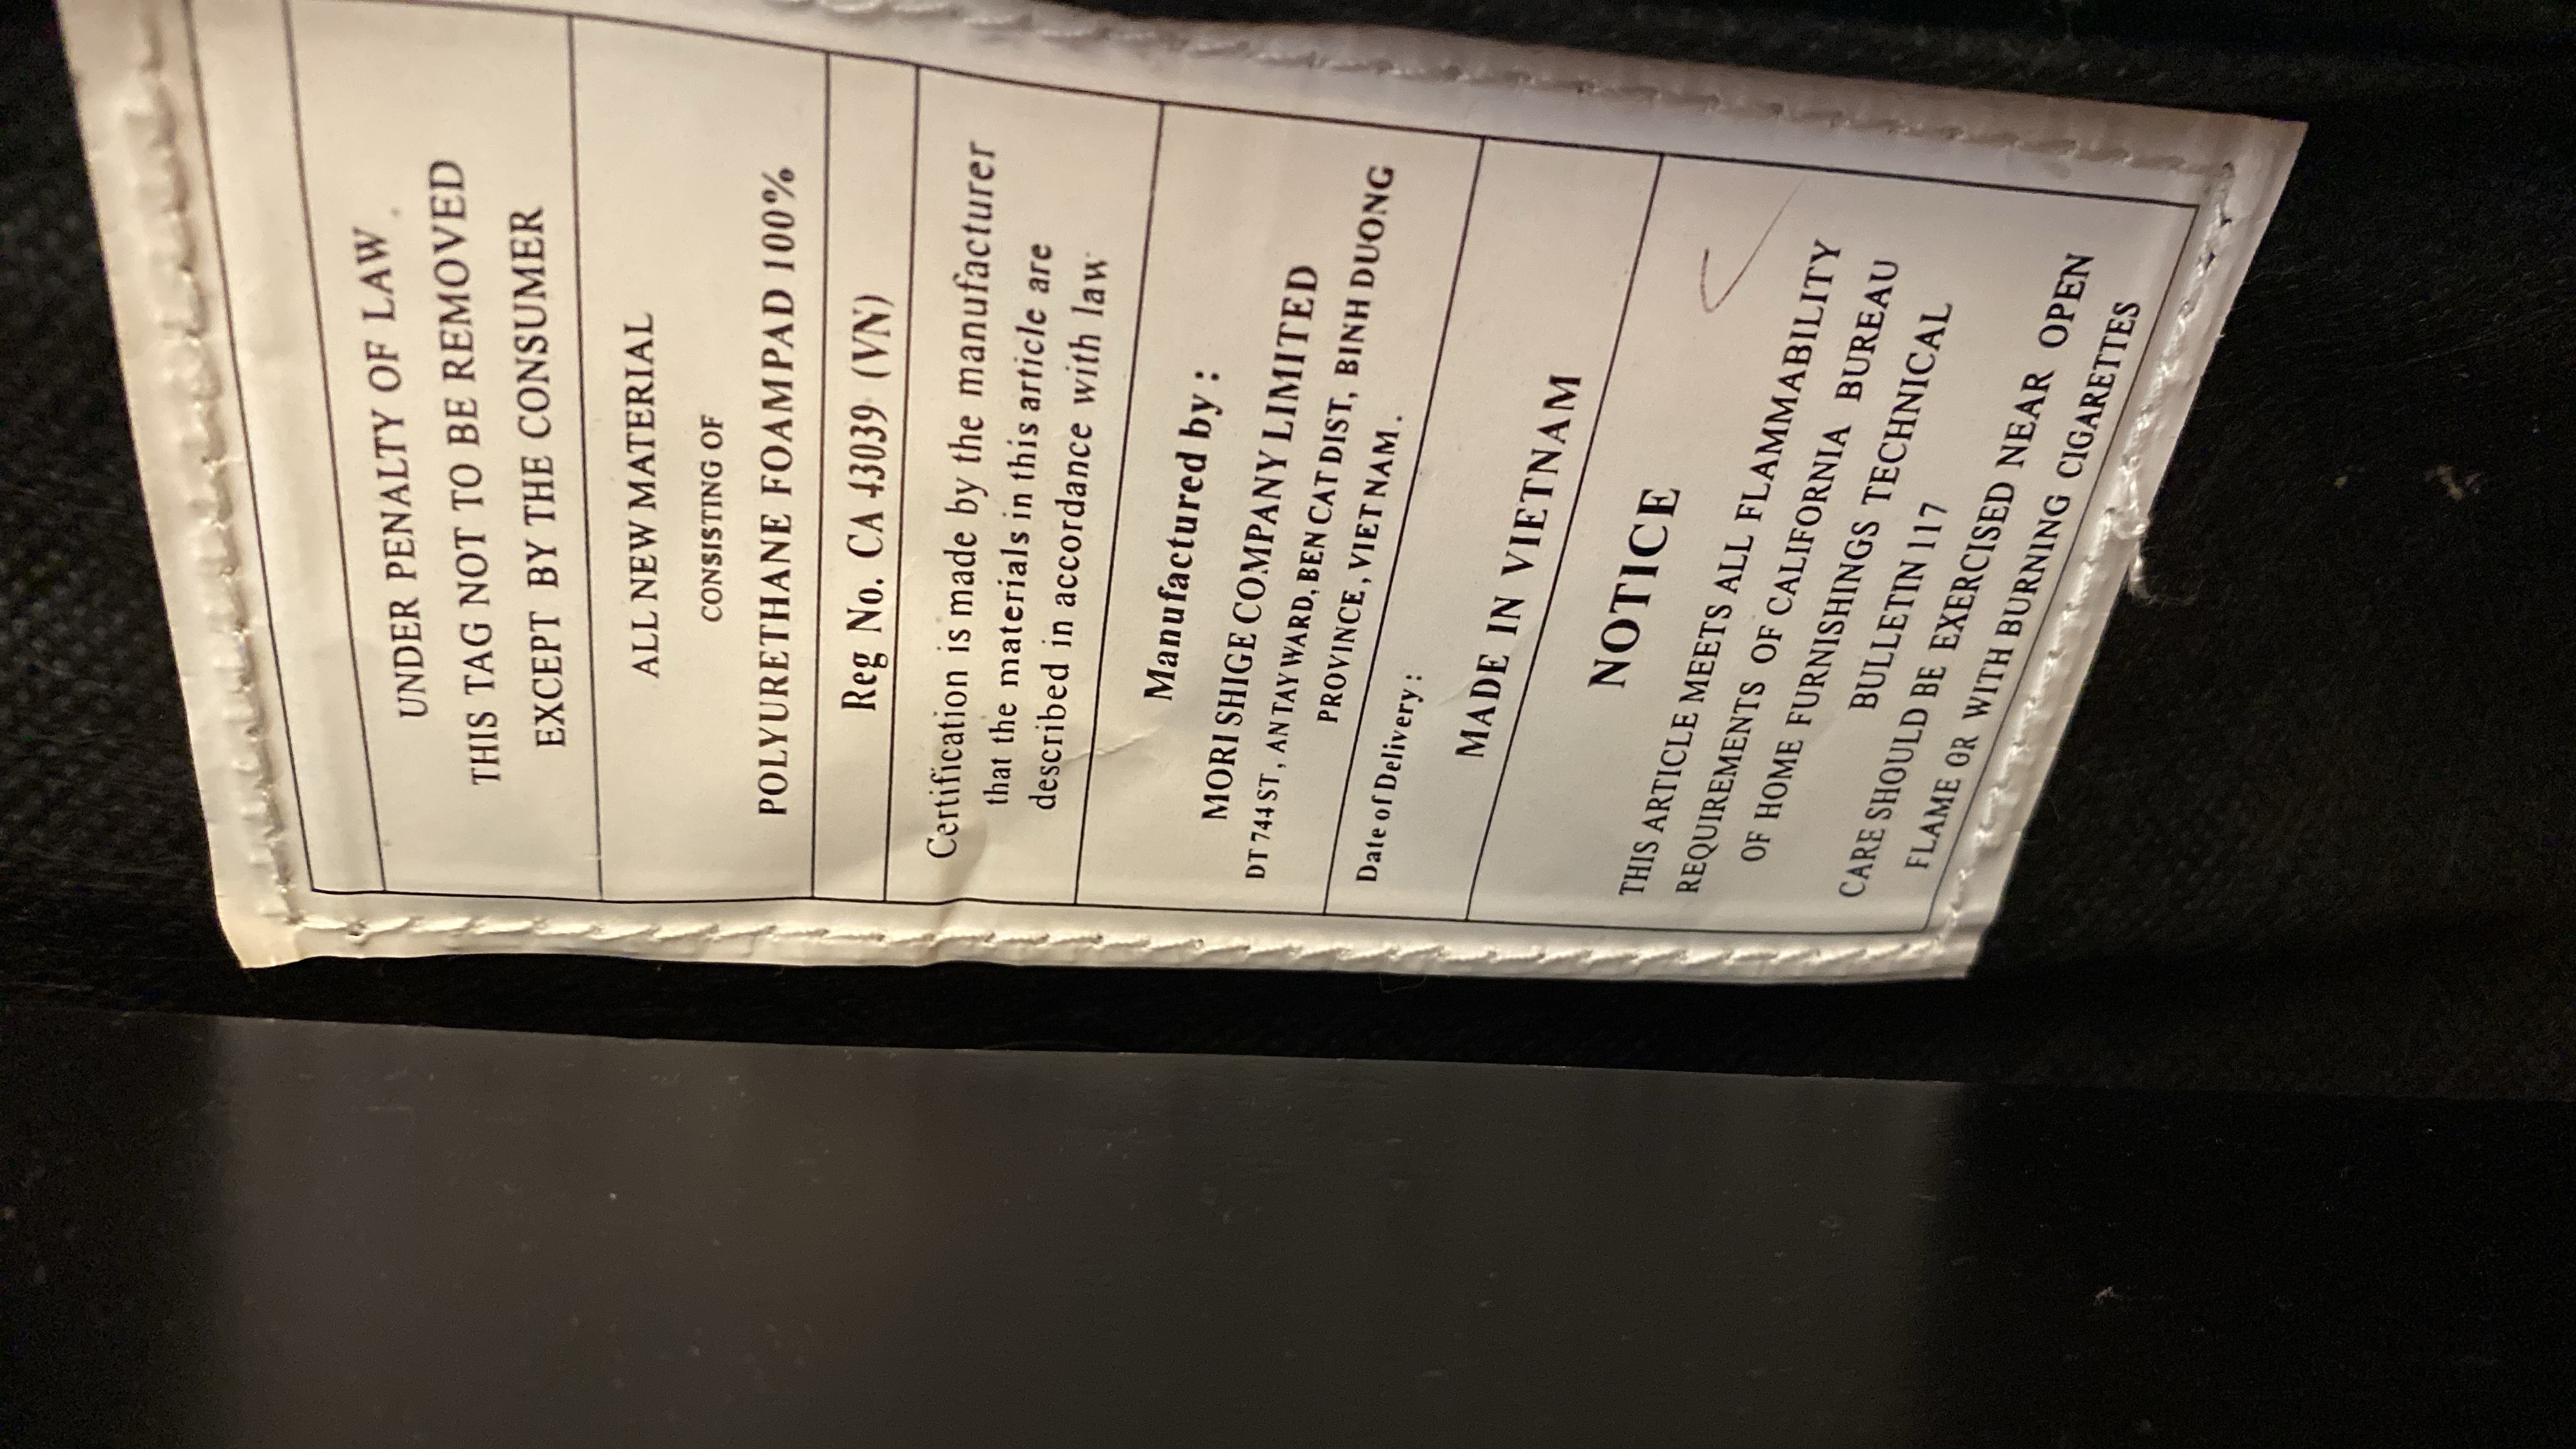 UNDER PENALTY OF LAW
THIS TAG NOT TO BE REMOVED
EXCEPT BY THE CONSUMER
ALL NEW MATERIAL
CONSISTING OF
POLYURETHANE FOAMPAD 100%
Reg No. CA 43039 (VN)
Certification is made by the manufacturer
that the materials in this article are
described in accordance with law
Manufactured by :
MORI SHIGE COMPANY LIMITED
DT 744 ST, AN TAY WARD, BEN CAT DIST, BINH DUONG
PROVINCE, VIET NAM.
Date of Delivery :
MADE IN VIETNAM
NOTICE
THIS ARTICLE MEETS ALL FLAMMABILITY
REQUIREMENTS OF CALIFORNIA BUREAU
OF HOME FURNISHINGS TECHNICAL
BULLETIN 117
CARE SHOULD BE EXERCISED NEAR OPEN
FLAME OR WITH BURNING CIGARETTES